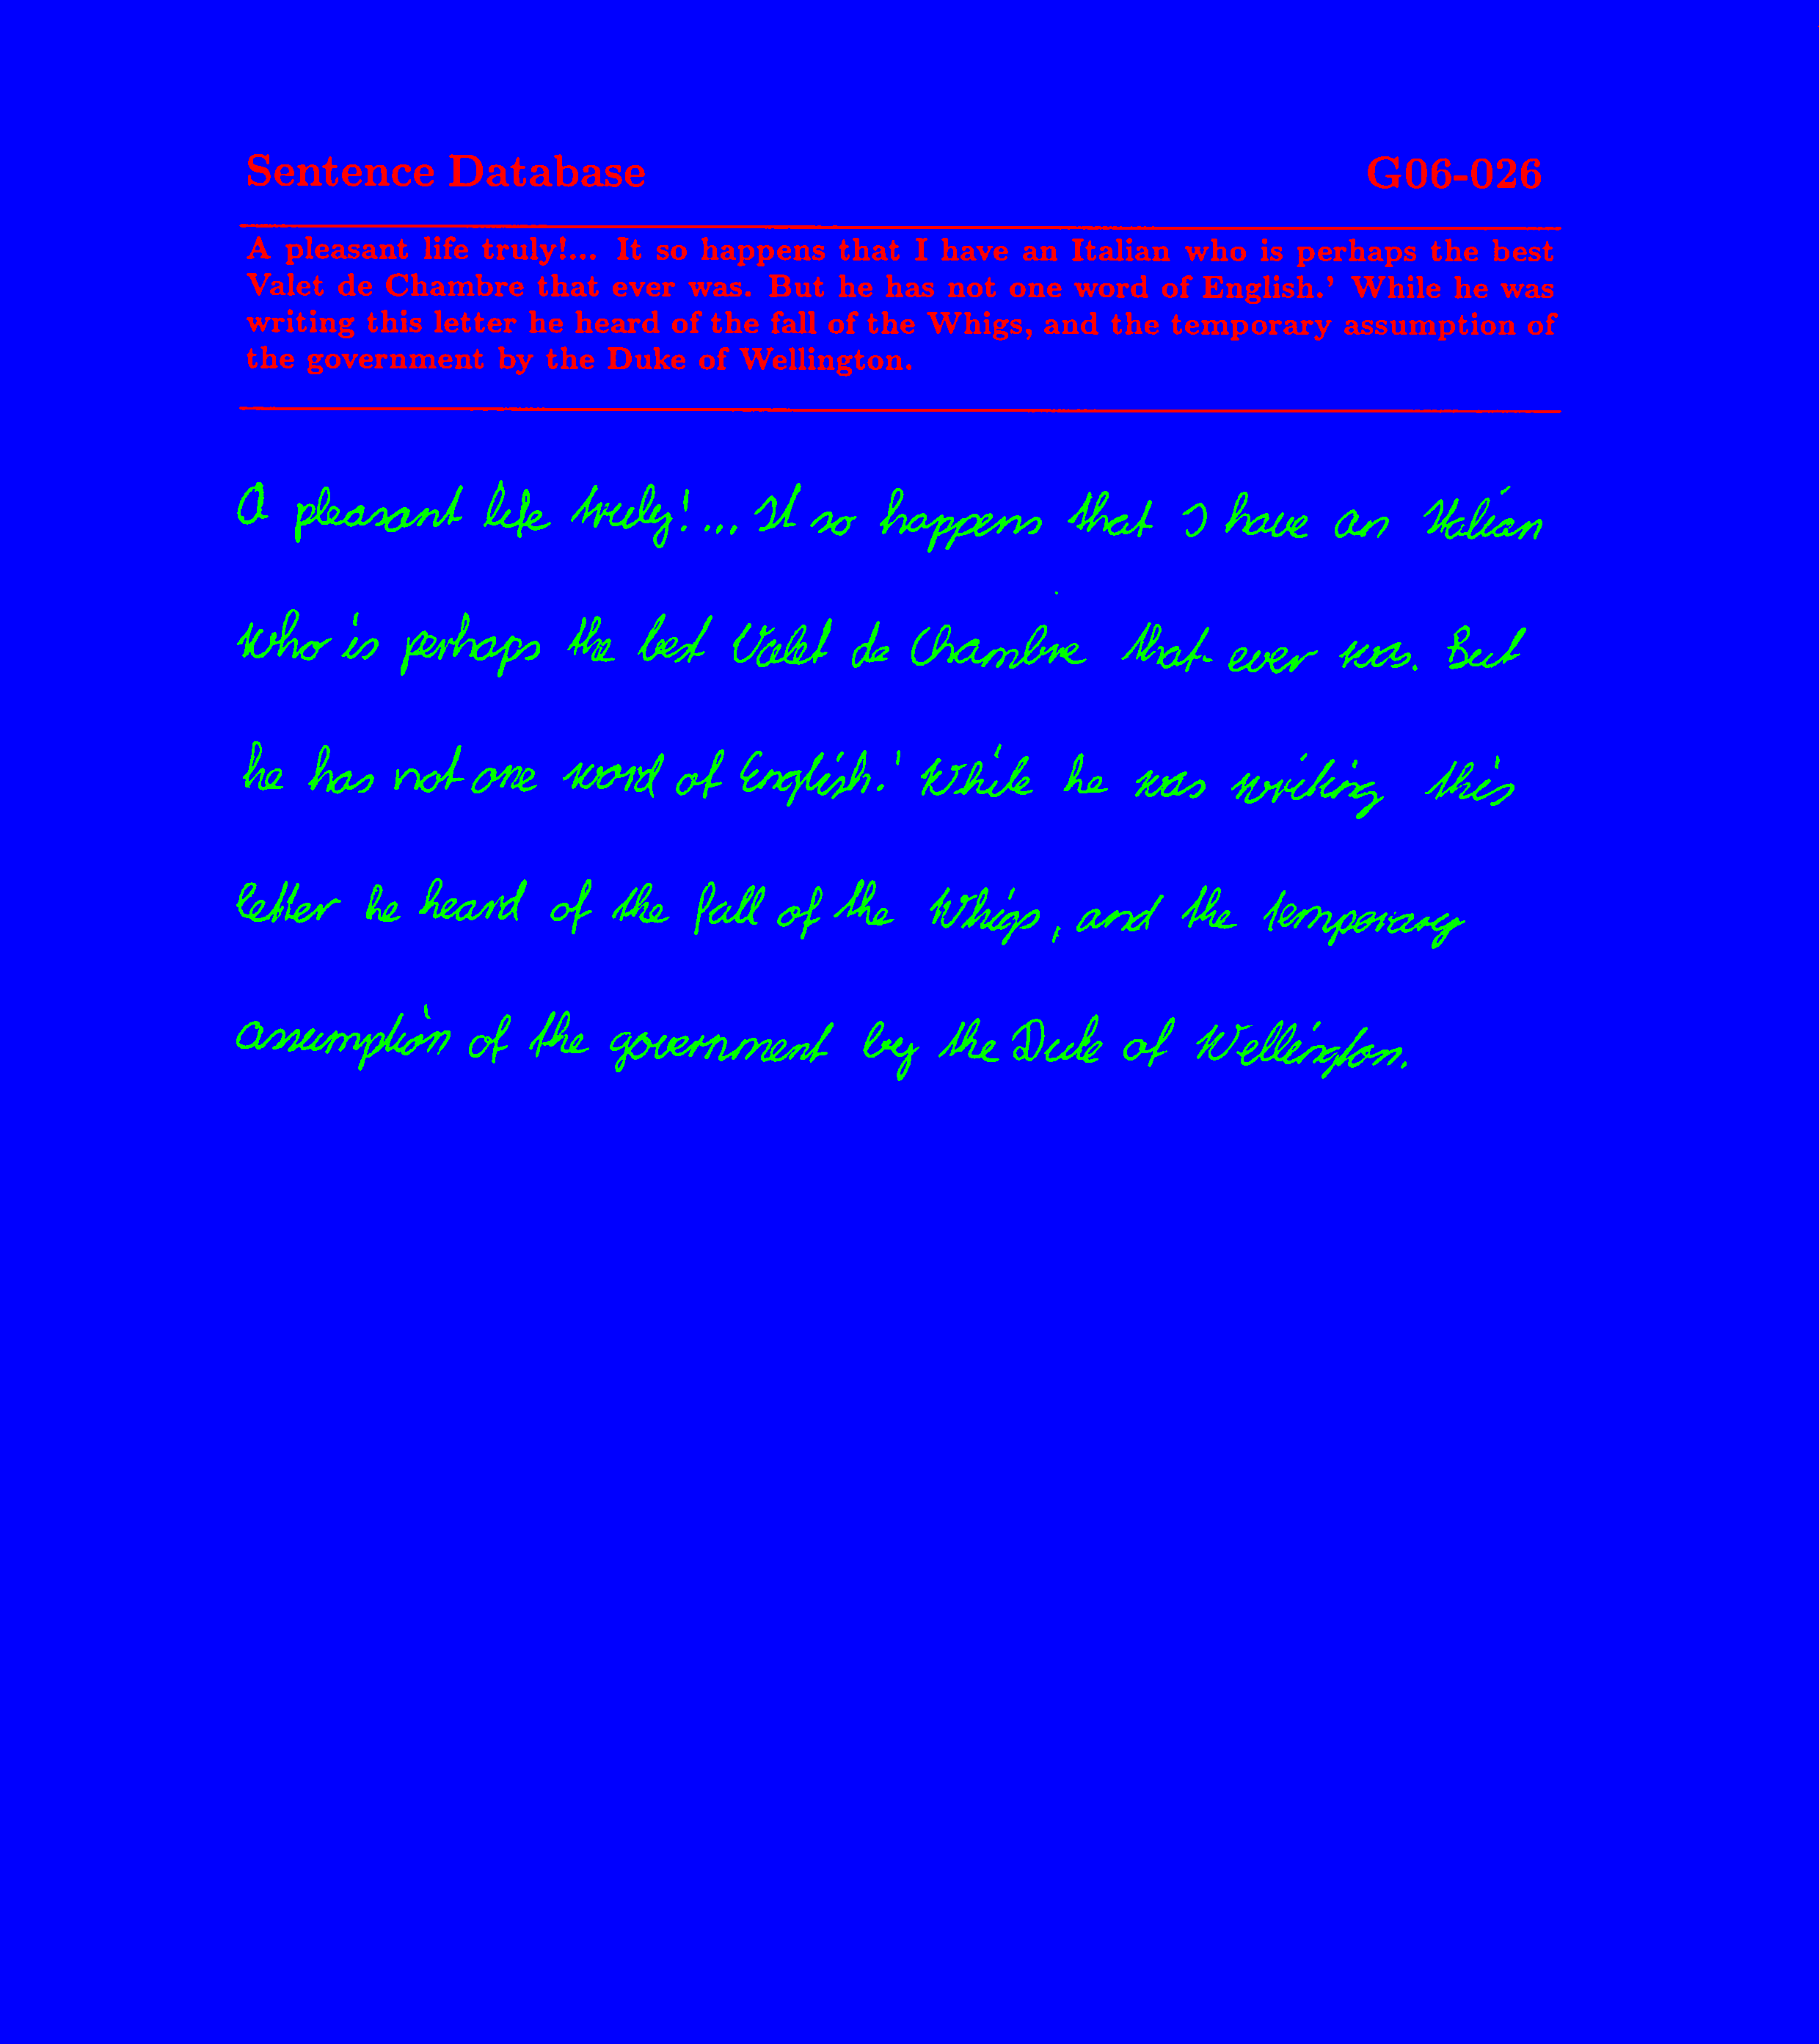 Sentence Database G06-026
A pleasant life truly!... It so happens that I have an Italian who is perhaps the best
Valet de Chambre that ever was. But he has not one word of English.' While he was
writing this letter he heard of the fall of the Whigs, and the temporary assumption of
the government by the Duke of Wellington.
A pleasant life truly!... It so happens that I have an Italian
who is perhaps the best Valet de Chambre that ever was. But
he has not one word of English.' While he was writing this
letter he heard of the fall of the Whigs, and the temporary
assumption of the government by the Duke of Wellington.